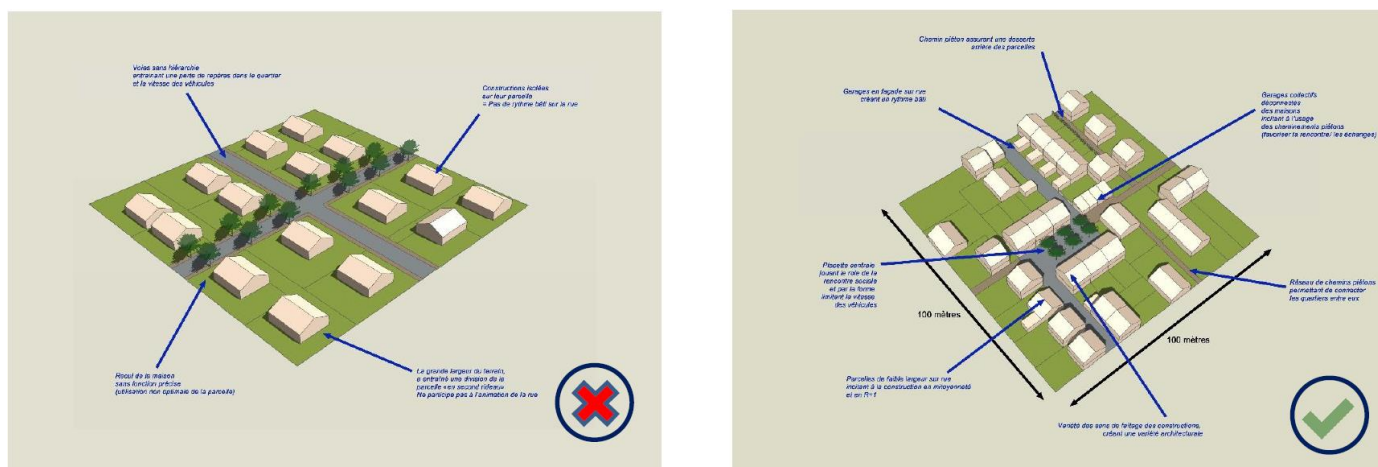 Voies sans hiérarchie
entrainant une perte de repères dans le quartier
et la vitesse des véhicules
Constructions isolées
sur leur parcelle
= Pas de rythme bâti sur la rue
Recul de la maison
sans fonction précise
(utilisation non optimale de la parcelle)
La grande largeur du terrain,
a entraîné une division de la
parcelle «en second rideau»
Ne participe pas à l'animation de la rue
Chemin piéton assurant une desserte
arrière des parcelles
Garages en façade sur rue
créant un rythme bâti
Garages collectifs
déconnectés
des maisons
incitant à l'usage
des cheminements piétons
(favoriser la rencontre/ les échanges)
Placette centrale
jouant le role de la
rencontre sociale
et par la forme
limitant la vitesse
des véhicules
Réseau de chemins piétons
permettant de connecter
les quartiers entre eux
100 mètres
100 mètres
Parcelles de faible largeur sur rue
incitant à la construction en mitoyenneté
et en R+1
Variété des sens de faîtage des constructions,
créant une variété architecturale